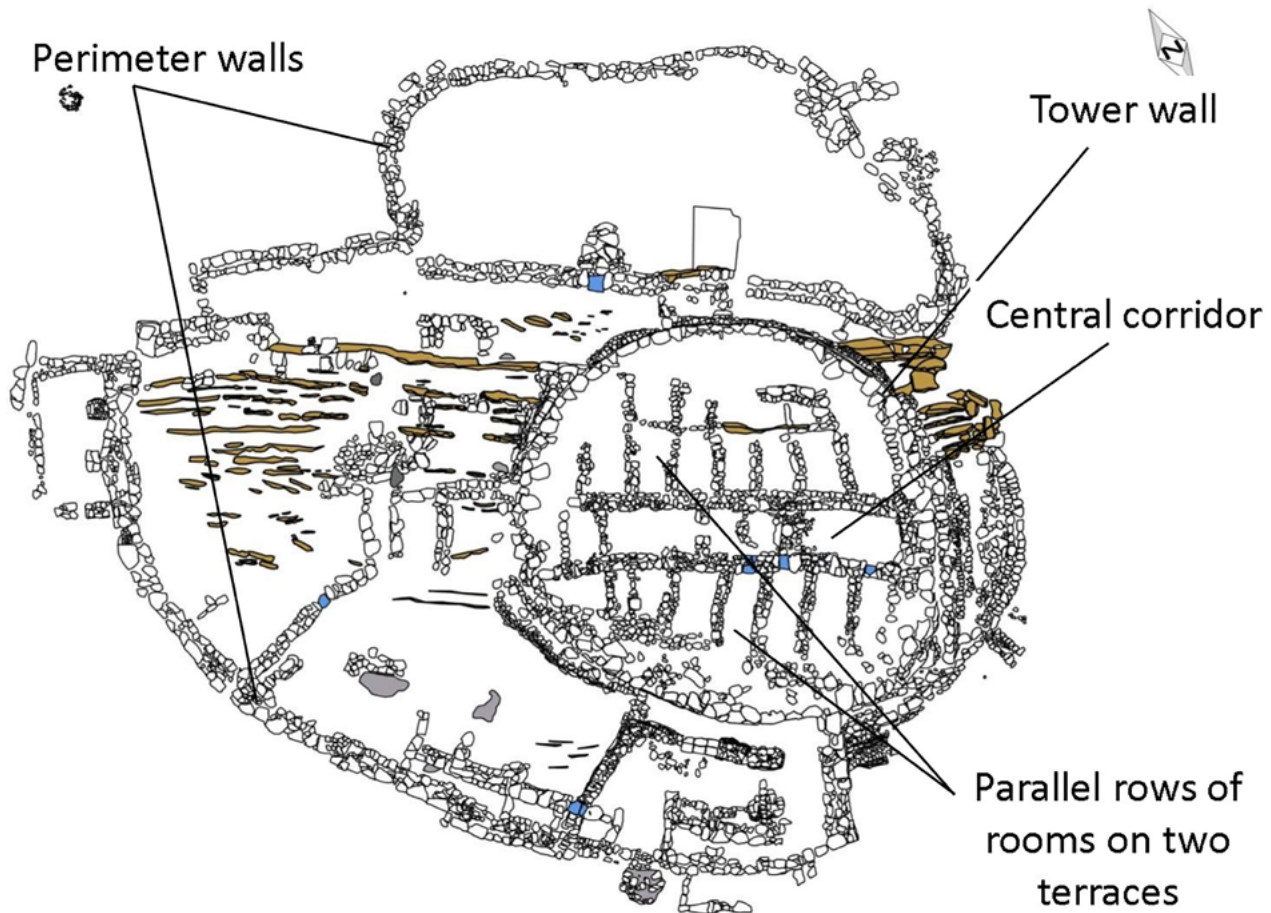 Perimeter walls
N
Tower wall
Central corridor
Parallel rows of
rooms on two
terraces